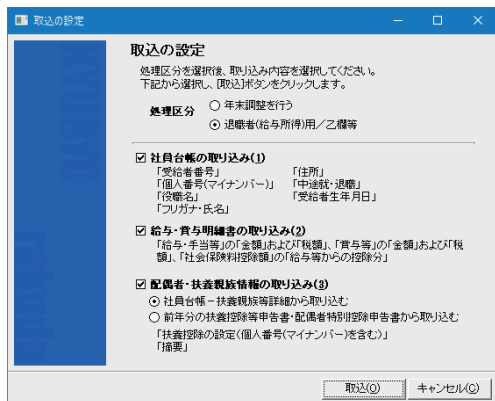 取込の設定
取込の設定
処理区分を選択後、取り込み内容を選択してください。
下記から選択し、[取込]ボタンをクリックします。
処理区分 年末調整を行う
退職者(給与所得)用／乙欄等
社員台帳の取り込み(1)
「受給者番号」 「住所」
「個人番号(マイナンバー)」 「中途就・退職」
「役職名」 「受給者生年月日」
「フリガナ・氏名」
給与・賞与明細書の取り込み(2)
「給与・手当等」の「金額」および「税額」、「賞与等」の「金額」および「税
額」、「社会保険料控除額」の「給与等からの控除分」
配偶者・扶養親族情報の取り込み(3)
社員台帳－扶養親族等詳細から取り込む
前年分の扶養控除等申告書・配偶者特別控除申告書から取り込む
「扶養控除の設定(個人番号(マイナンバー)を含む)」
「摘要」
KYUKYO
rakuda
取込(O) キャンセル(C)